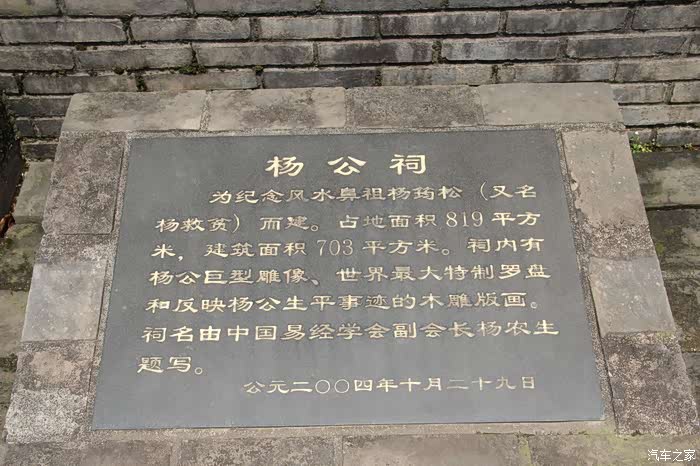 杨公祠
为纪念风水鼻祖杨筠松（又名
杨救贫）而建。占地面积819平方
米，建筑面积703平方米。祠内有
杨公巨型雕像、世界最大特制罗盘
和反映杨公生平事迹的木雕版画。
祠名由中国易经学会副会长杨农生
题写。
公元二〇〇四年十月二十九日
汽车之家